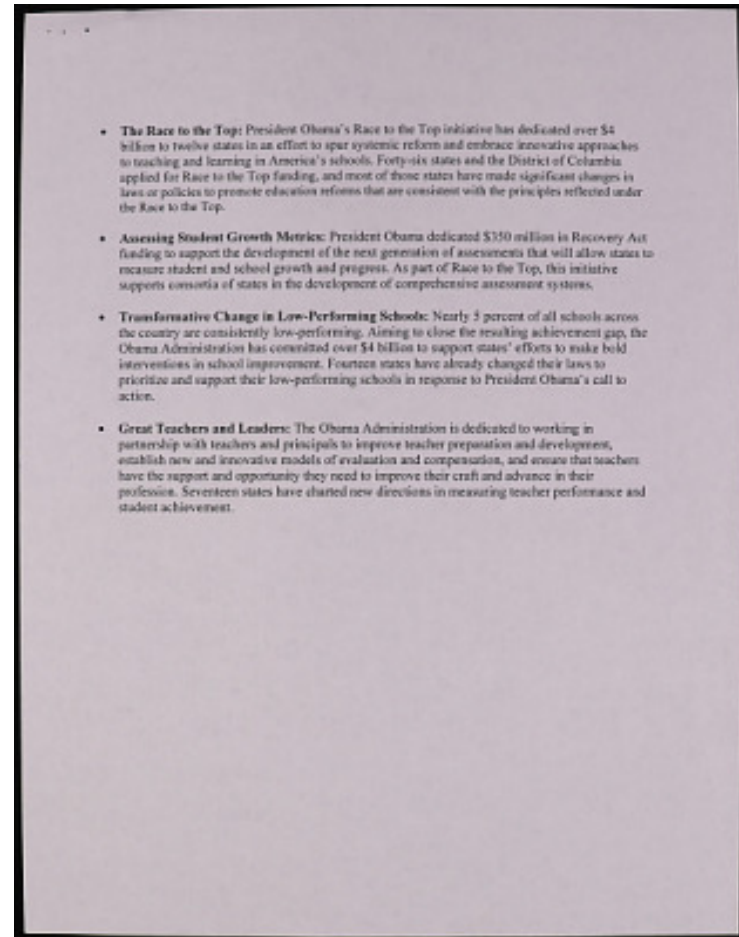 • The Race to the Top: President Obama's Race to the Top initiative has dedicated over $4
billion to twelve states in an effort to spur systemic reform and embrace innovative approaches
to teaching and learning in America's schools. Forty-six states and the District of Columbia
applied for Race to the Top funding, and most of those states have made significant changes in
laws or policies to promote education reforms that are consistent with the principles reflected under
the Race to the Top.
• Assessing Student Growth Metrics: President Obama dedicated $350 million in Recovery Act
funding to support the development of the next generation of assessments that will allow states to
measure student and school growth and progress. As part of Race to the Top, this initiative
supports consortia of states in the development of comprehensive assessment systems.
• Transformative Change in Low-Performing Schools: Nearly 5 percent of all schools across
the country are consistently low-performing. Aiming to close the resulting achievement gap, the
Obama Administration has committed over $4 billion to support states' efforts to make bold
interventions in school improvement. Fourteen states have already changed their laws to
prioritize and support their low-performing schools in response to President Obama's call to
action.
• Great Teachers and Leaders: The Obama Administration is dedicated to working in
partnership with teachers and principals to improve teacher preparation and development,
establish new and innovative models of evaluation and compensation, and ensure that teachers
have the support and opportunity they need to improve their craft and advance in their
profession. Seventeen states have charted new directions in measuring teacher performance and
student achievement.